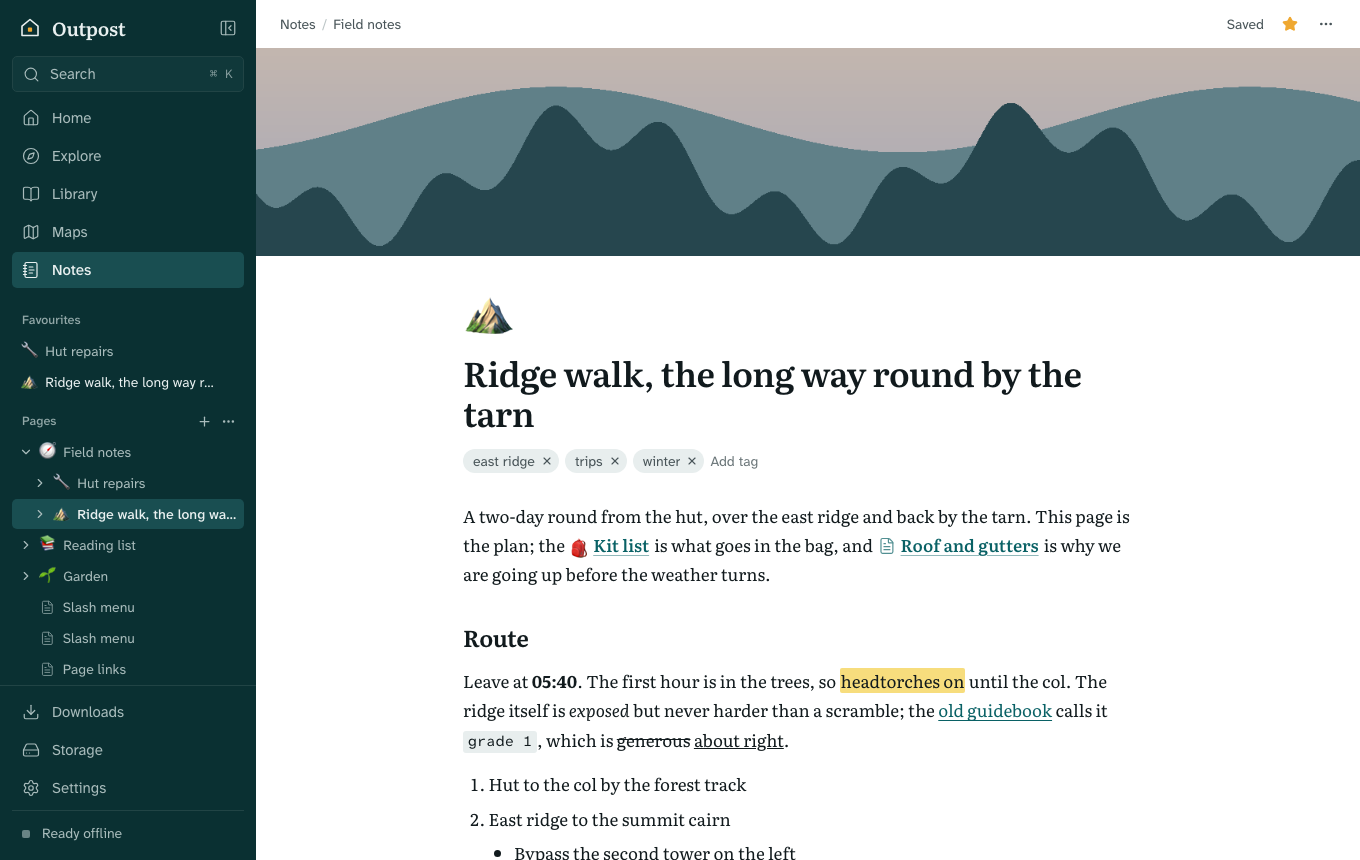 Outpost
Search ⌘ K
Home
Explore
Library
Maps
Notes
Favourites
Hut repairs
Ridge walk, the long way r...
Pages
Field notes
Hut repairs
Ridge walk, the long wa...
Reading list
Garden
Slash menu
Slash menu
Page links
Downloads
Storage
Settings
Ready offline
Notes / Field notes
Saved
Ridge walk, the long way round by the
tarn
east ridge × trips × winter × Add tag
A two-day round from the hut, over the east ridge and back by the tarn. This page is
the plan; the Kit list is what goes in the bag, and Roof and gutters is why we
are going up before the weather turns.
Route
Leave at 05:40. The first hour is in the trees, so headtorches on until the col. The
ridge itself is exposed but never harder than a scramble; the old guidebook calls it
grade 1, which is generous about right.
1. Hut to the col by the forest track
2. East ridge to the summit cairn
• Bypass the second tower on the left